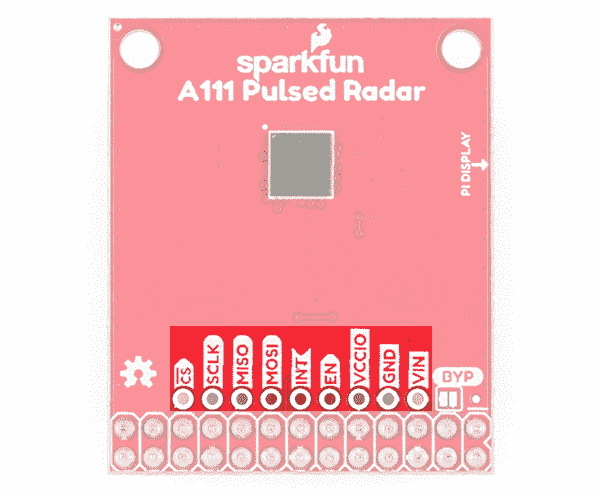 sparkfun
A111 Pulsed Radar
PI DISPLAY
CS
SCLK
MISO
MOSI
INT
EN
VCCIO
GND
VIN
BYP